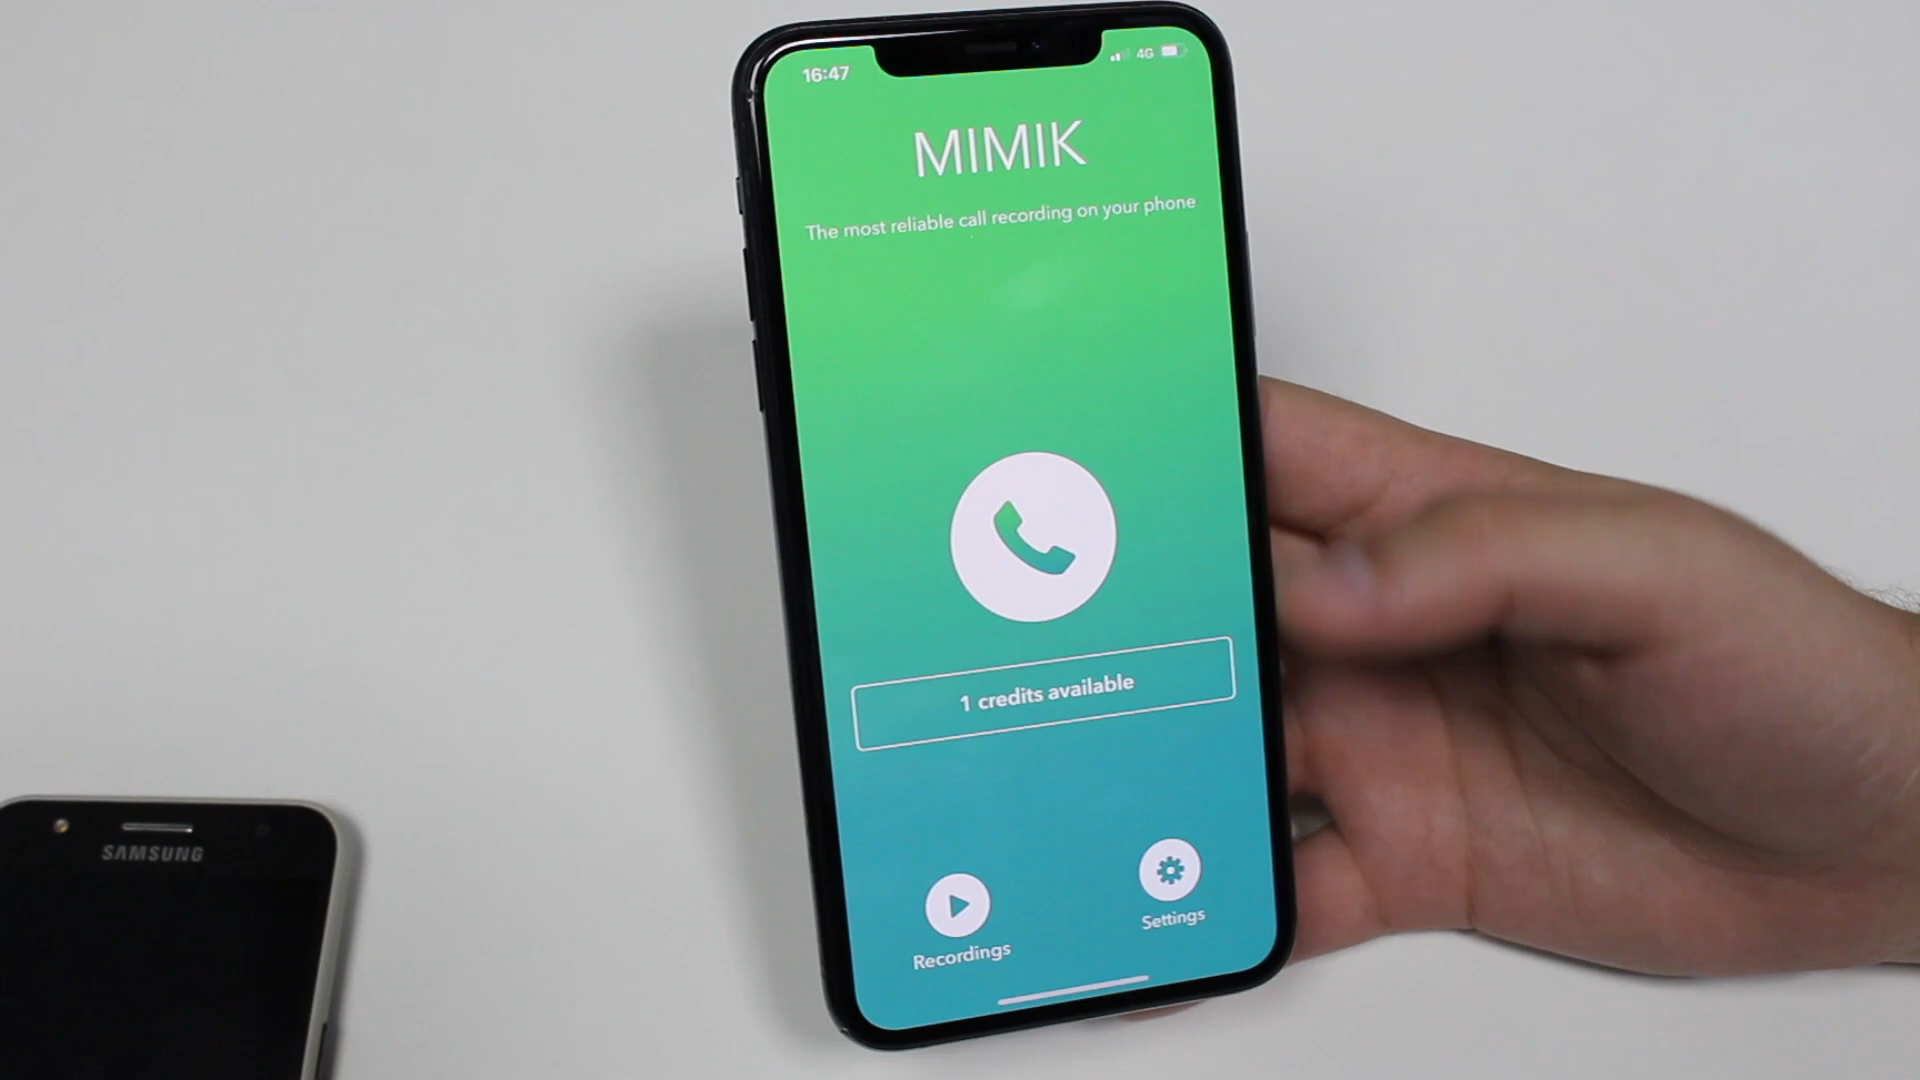 16:47
4G
MIMIK
The most reliable call recording on your phone
1 credits available
Settings
Recordings
SAMSUNG